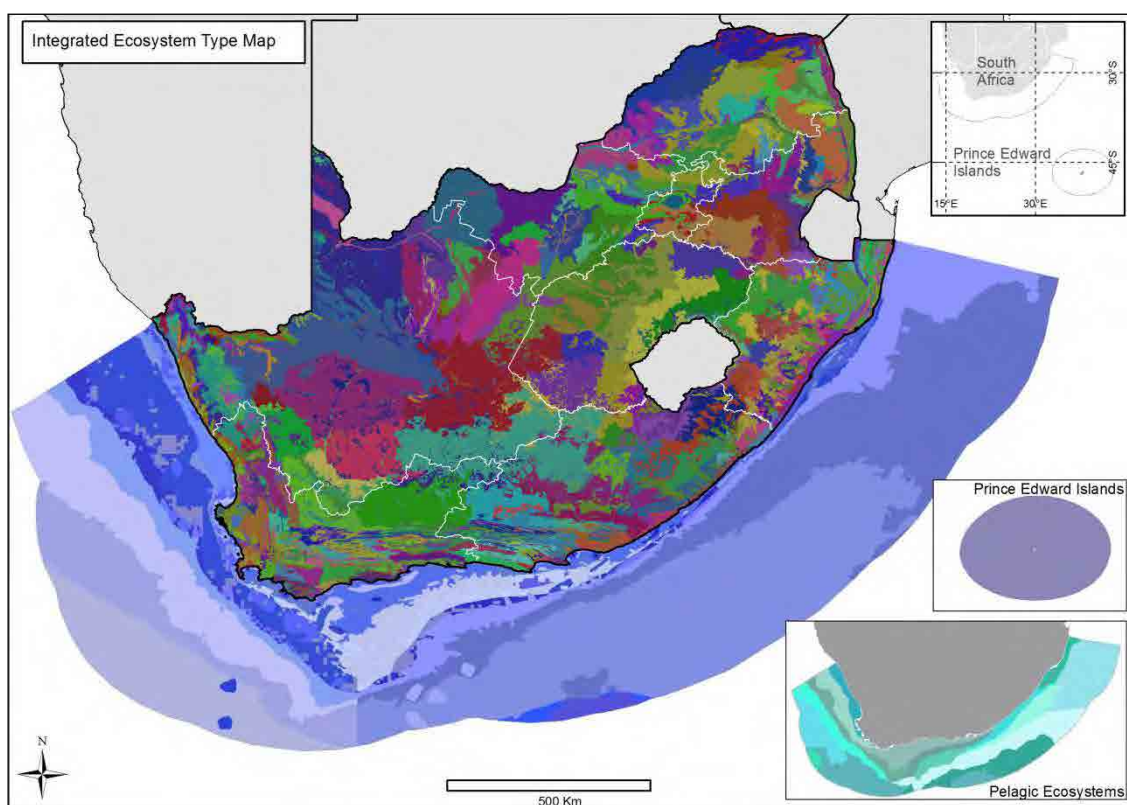 Integrated Ecosystem Type Map
South
Africa
30°S
Prince Edward
Islands
45°S
15°E
30°E
Prince Edward Islands
Pelagic Ecosystems
N
500 Km